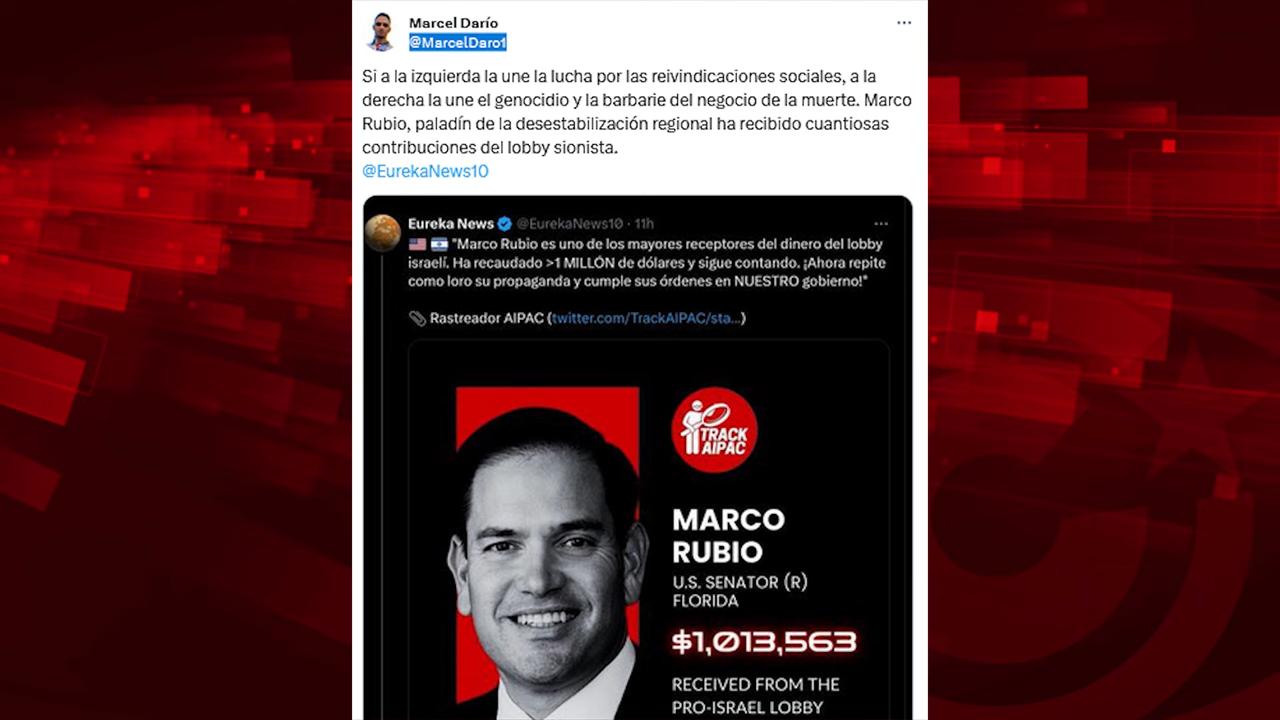 Marcel Darío
@MarcelDaro1
Si a la izquierda la une la lucha por las reivindicaciones sociales, a la
derecha la une el genocidio y la barbarie del negocio de la muerte. Marco
Rubio, paladín de la desestabilización regional ha recibido cuantiosas
contribuciones del lobby sionista.
@EurekaNews10
Eureka News @EurekaNews10 · 11h
"Marco Rubio es uno de los mayores receptores del dinero del lobby
israelí. Ha recaudado >1 MILLÓN de dólares y sigue contando. ¡Ahora repite
como loro su propaganda y cumple sus órdenes en NUESTRO gobierno!"
Rastreador AIPAC (twitter.com/TrackAIPAC/sta...)
TRACK
AIPAC
MARCO
RUBIO
U.S. SENATOR (R)
FLORIDA
$1,013,563
RECEIVED FROM THE
PRO-ISRAEL LOBBY